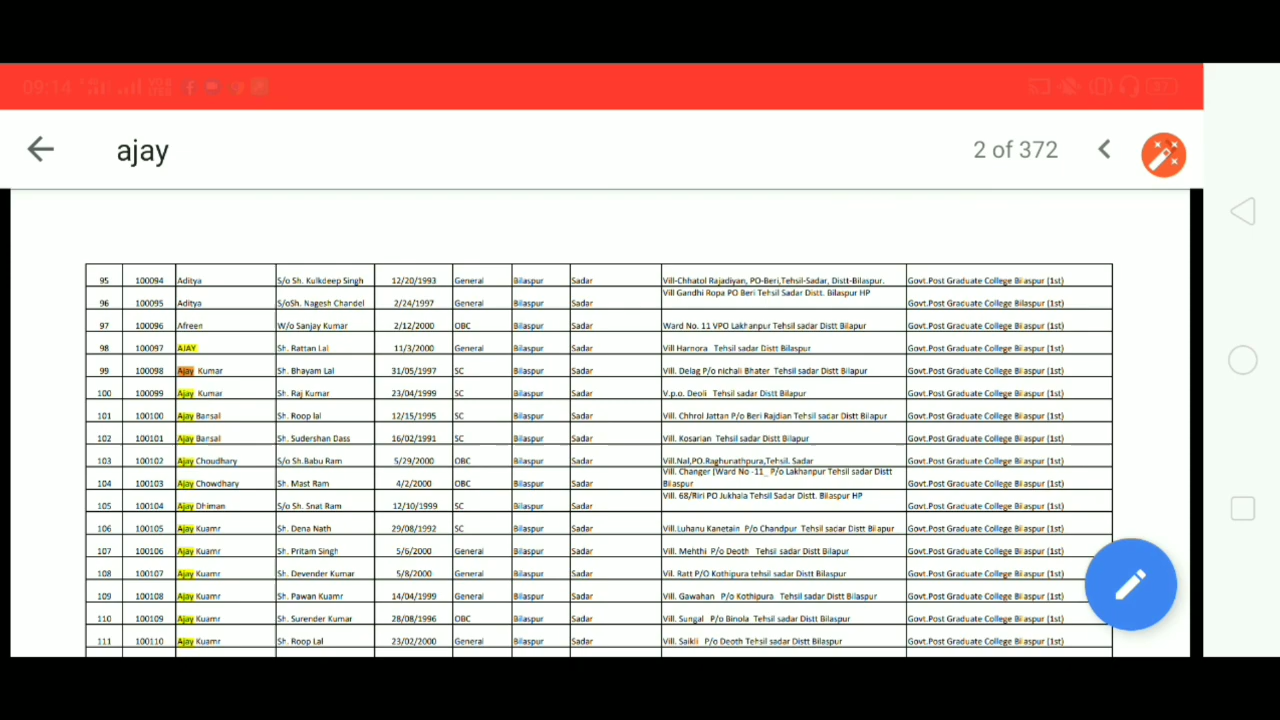 09:14
ajay
2 of 372
95 100094 Aditya S/o Sh. Kulkdeep Singh 12/20/1993 General Bilaspur Sadar Vill-Chhatol Rajadiyan, PO-Beri,Tehsil-Sadar, Distt-Bilaspur. Govt.Post Graduate College Bilaspur (1st)
96 100095 Aditya S/oSh. Nagesh Chandel 2/24/1997 General Bilaspur Sadar Vill Gandhi Ropa PO Beri Tehsil Sadar Distt. Bilaspur HP Govt.Post Graduate College Bilaspur (1st)
97 100096 Afreen W/o Sanjay Kumar 2/12/2000 OBC Bilaspur Sadar Ward No. 11 VPO Lakhanpur Tehsil sadar Distt Bilapur Govt.Post Graduate College Bilaspur (1st)
98 100097 AJAY Sh. Rattan Lal 11/3/2000 General Bilaspur Sadar Vill Harnora Tehsil sadar Distt Bilaspur Govt.Post Graduate College Bilaspur (1st)
99 100098 Ajay Kumar Sh. Bhayam Lal 31/05/1997 SC Bilaspur Sadar Vill. Delag P/o nichali Bhater Tehsil sadar Distt Bilapur Govt.Post Graduate College Bilaspur (1st)
100 100099 Ajay Kumar Sh. Raj Kumar 23/04/1999 SC Bilaspur Sadar V.p.o. Deoli Tehsil sadar Distt Bilapur Govt.Post Graduate College Bilaspur (1st)
101 100100 Ajay Bansal Sh. Roop lal 12/15/1995 SC Bilaspur Sadar Vill. Chhrol Jattan P/o Beri Rajdian Tehsil sadar Distt Bilapur Govt.Post Graduate College Bilaspur (1st)
102 100101 Ajay Bansal Sh. Sudershan Dass 16/02/1991 SC Bilaspur Sadar Vill. Kosarian Tehsil sadar Distt Bilapur Govt.Post Graduate College Bilaspur (1st)
103 100102 Ajay Choudhary S/o Sh.Babu Ram 5/29/2000 OBC Bilaspur Sadar Vill.Nal,PO.Raghunathpura,Tehsil. Sadar Govt.Post Graduate College Bilaspur (1st)
104 100103 Ajay Chowdhary Sh. Mast Ram 4/2/2000 OBC Bilaspur Sadar Vill. Changer (Ward No -11_ P/o Lakhanpur Tehsil sadar Distt Bilaspur Govt.Post Graduate College Bilaspur (1st)
105 100104 Ajay Dhiman S/o Sh. Snat Ram 12/10/1999 SC Bilaspur Sadar Vill. 68/Riri PO Jukhala Tehsil Sadar Distt. Bilaspur HP Govt.Post Graduate College Bilaspur (1st)
106 100105 Ajay Kuamr Sh. Dena Nath 29/08/1992 SC Bilaspur Sadar Vill.Luhanu Kanetain P/o Chandpur Tehsil sadar Distt Bilapur Govt.Post Graduate College Bilaspur (1st)
107 100106 Ajay Kuamr Sh. Pritam Singh 5/6/2000 General Bilaspur Sadar Vill. Mehthi P/o Deoth Tehsil sadar Distt Bilapur Govt.Post Graduate College Bilaspur (1st)
108 100107 Ajay Kuamr Sh. Devender Kumar 5/8/2000 General Bilaspur Sadar Vil. Ratt P/O Kothipura tehsil sadar Distt Bilaspur Govt.Post Graduate College Bilaspur (1st)
109 100108 Ajay Kuamr Sh. Pawan Kuamr 14/04/1999 General Bilaspur Sadar Vill. Gawahan P/o Kothipura Tehsil sadar Distt Bilaspur Govt.Post Graduate College Bilaspur (1st)
110 100109 Ajay Kuamr Sh. Surender Kumar 28/08/1996 OBC Bilaspur Sadar Vill. Sungal P/o Binola Tehsil sadar Distt Bilaspur Govt.Post Graduate College Bilaspur (1st)
111 100110 Ajay Kuamr Sh. Roop Lal 23/02/2000 General Bilaspur Sadar Vill. Saikli P/o Deoth Tehsil sadar Distt Bilaspur Govt.Post Graduate College Bilaspur (1st)